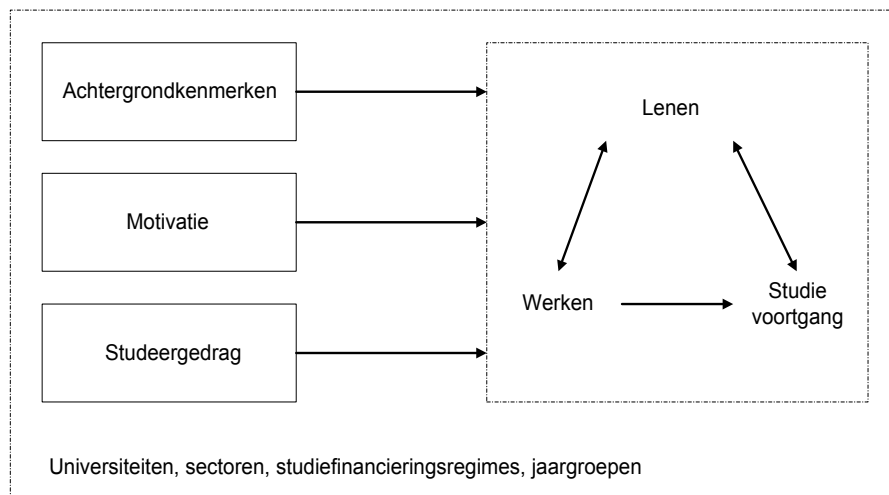 Achtergrondkenmerken
Lenen
Motivatie
Werken
Studie
voortgang
Studeergedrag
Universiteiten, sectoren, studiefinancieringsregimes, jaargroepen